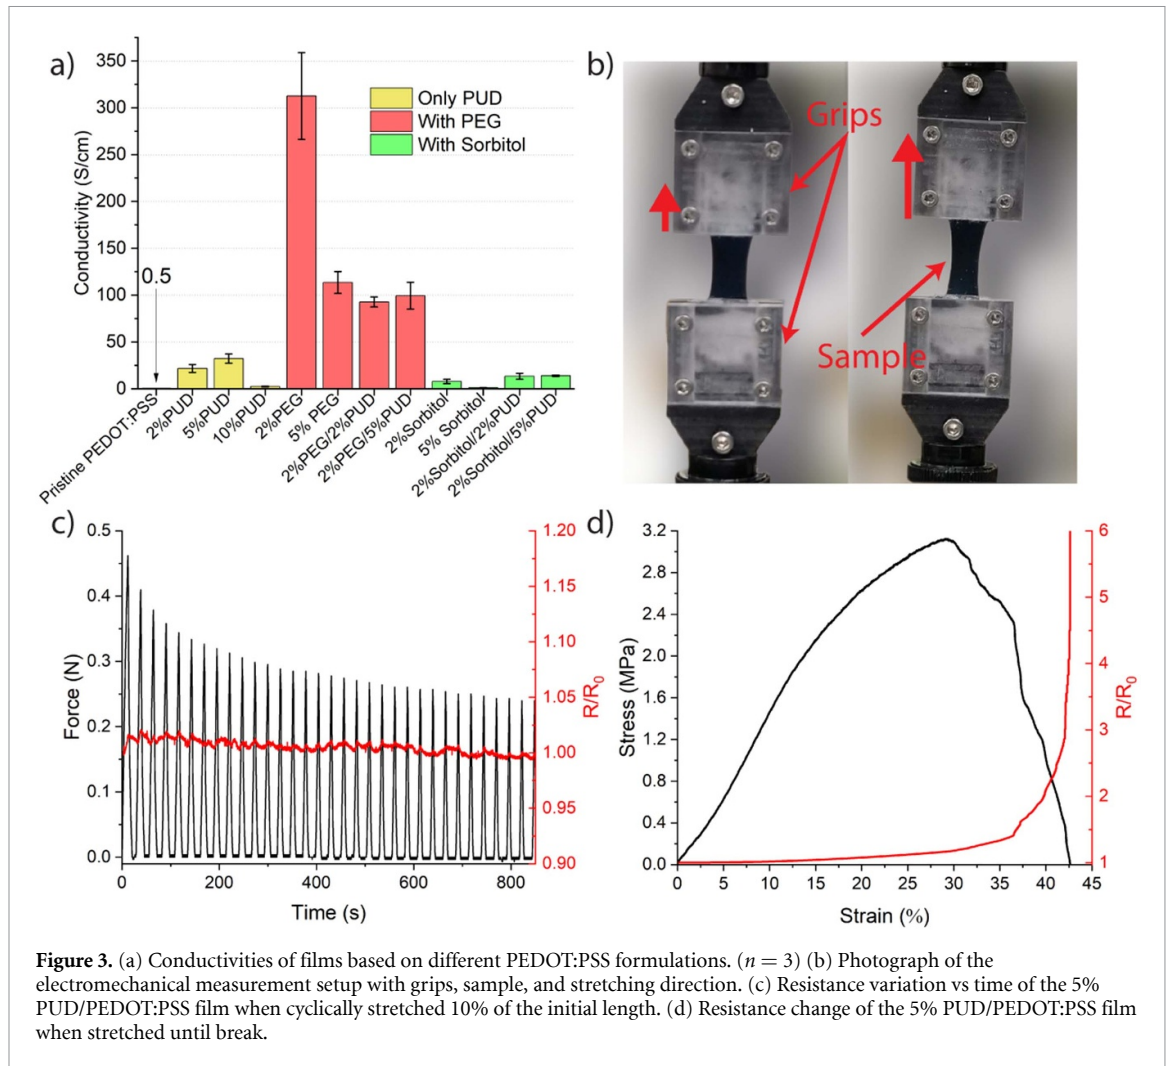 a)
350
300
250
200
150
100
50
0
Conductivity (S/cm)
Only PUD
With PEG
With Sorbitol
0.5
Pristine PEDOT:PSS
2%PUD
5%PUD
10%PUD
2%PEG
5% PEG
2%PEG/2%PUD
2%PEG/5%PUD
2%Sorbitol
5% Sorbitol
2%Sorbitol/2%PUD
2%Sorbitol/5%PUD
b)
Grips
Sample
c)
0.5
0.4
0.3
0.2
0.1
0.0
Force (N)
0
200
400
600
800
Time (s)
1.20
1.15
1.10
1.05
1.00
0.95
0.90
R/R0
d)
3.2
2.8
2.4
2.0
1.6
1.2
0.8
0.4
0.0
Stress (MPa)
0
5
10
15
20
25
30
35
40
45
Strain (%)
6
5
4
3
2
1
R/R0
Figure 3. (a) Conductivities of films based on different PEDOT:PSS formulations. (n = 3) (b) Photograph of the
electromechanical measurement setup with grips, sample, and stretching direction. (c) Resistance variation vs time of the 5%
PUD/PEDOT:PSS film when cyclically stretched 10% of the initial length. (d) Resistance change of the 5% PUD/PEDOT:PSS film
when stretched until break.